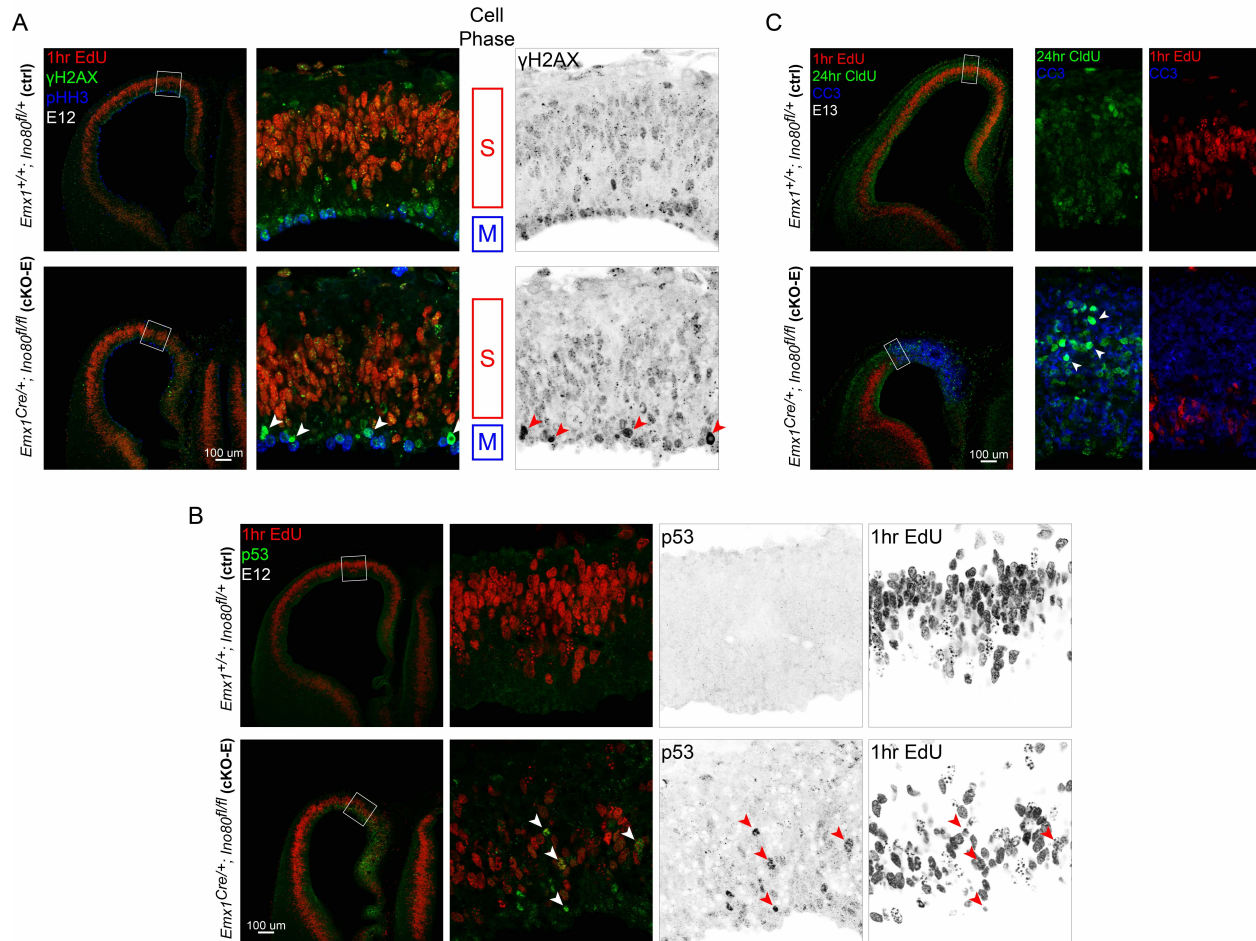 A
Cell
Phase
C
Emx1+/+; Ino80fl/+ (ctrl)
1hr EdU
γH2AX
pHH3
E12
S
M
γH2AX
Emx1Cre/+; Ino80fl/fl (cKO-E)
100 um
S
M
Emx1+/+; Ino80fl/+ (ctrl)
1hr EdU
24hr CldU
CC3
E13
24hr CldU
CC3
1hr EdU
CC3
Emx1Cre/+; Ino80fl/fl (cKO-E)
100 um
B
Emx1+/+; Ino80fl/+ (ctrl)
1hr EdU
p53
E12
p53
1hr EdU
Emx1Cre/+; Ino80fl/fl (cKO-E)
100 um
p53
1hr EdU